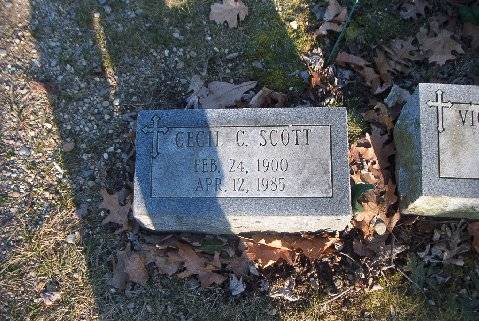 CECIL C. SCOTT
FEB. 24, 1900
APR. 12, 1985